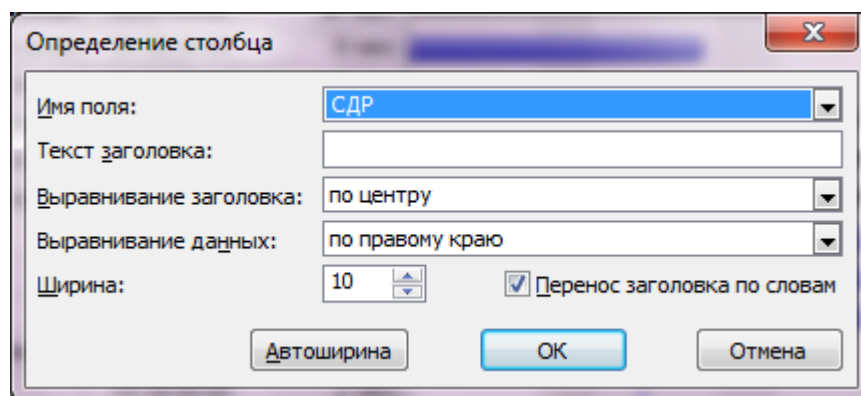 Определение столбца
Имя поля: СДР
Текст заголовка:
Выравнивание заголовка: по центру
Выравнивание данных: по правому краю
Ширина: 10 Перенос заголовка по словам
Автоширина ОК Отмена